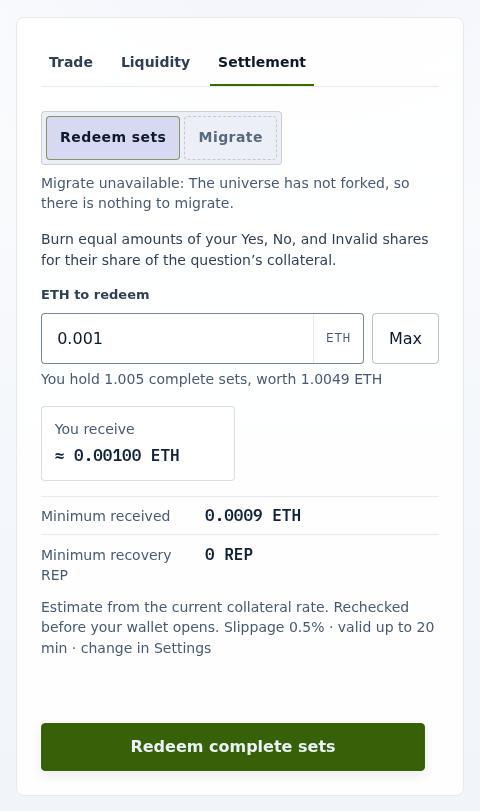 Trade Liquidity Settlement
Redeem sets Migrate
Migrate unavailable: The universe has not forked, so
there is nothing to migrate.
Burn equal amounts of your Yes, No, and Invalid shares
for their share of the question’s collateral.
ETH to redeem
0.001 ETH Max
You hold 1.005 complete sets, worth 1.0049 ETH
You receive
≈ 0.00100 ETH
Minimum received 0.0009 ETH
Minimum recovery 0 REP
REP
Estimate from the current collateral rate. Rechecked
before your wallet opens. Slippage 0.5% · valid up to 20
min · change in Settings
Redeem complete sets